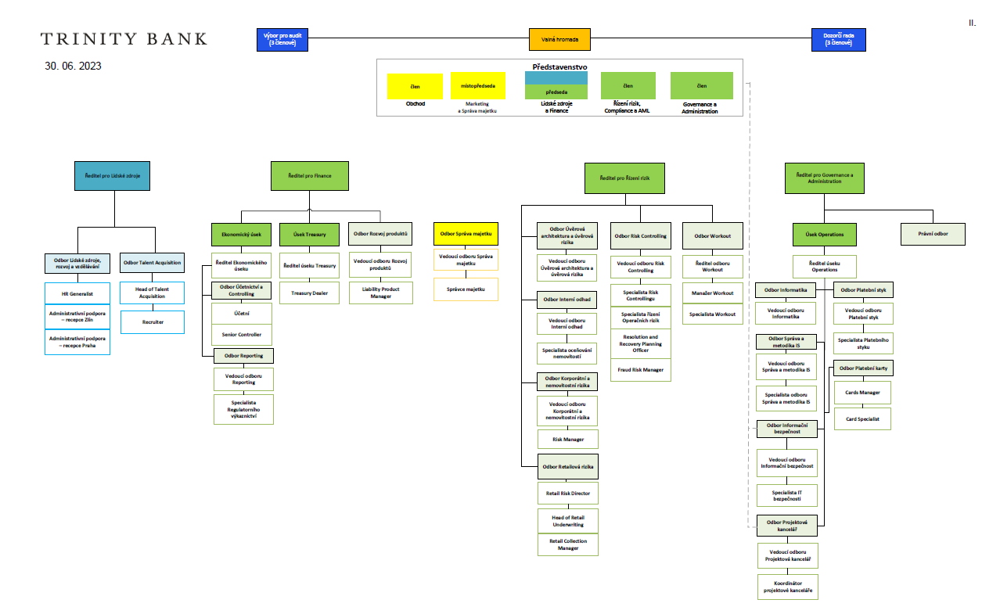 II.
TRINITY BANK
30. 06. 2023
Výbor pro audit
(3 členové)
Valná hromada
Dozorčí rada
(3 členové)
Představenstvo
člen
místopředseda
předseda
člen
člen
Obchod
Marketing
a Správa majetku
Lidské zdroje
a Finance
Řízení rizik,
Compliance a AML
Governance a
Administration
Ředitel pro Lidské zdroje
Odbor Lidské zdroje,
rozvoj a vzdělávání
HR Generalist
Administrativní podpora
– recepce Zlín
Administrativní podpora
– recepce Praha
Odbor Talent Acquisition
Head of Talent
Acquisition
Recruiter
Ředitel pro Finance
Ekonomický úsek
Ředitel Ekonomického
úseku
Odbor Účetnictví a
Controlling
Účetní
Senior Controller
Odbor Reporting
Vedoucí odboru
Reporting
Specialista
Regulatorního
výkaznictví
Úsek Treasury
Ředitel úseku Treasury
Treasury Dealer
Odbor Rozvoj produktů
Vedoucí odboru Rozvoj
produktů
Liability Product
Manager
Odbor Správa majetku
Vedoucí odboru Správa
majetku
Správce majetku
Ředitel pro Řízení rizik
Odbor Úvěrová
architektura a úvěrová
rizika
Vedoucí odboru
Úvěrová architektura a
úvěrová rizika
Odbor Interní odhad
Vedoucí odboru
Interní odhad
Specialista oceňování
nemovitostí
Odbor Korporátní a
nemovitostní rizika
Vedoucí odboru
Korporátní a
nemovitostní rizika
Risk Manager
Odbor Retailová rizika
Retail Risk Director
Head of Retail
Underwriting
Retail Collection
Manager
Odbor Risk Controlling
Vedoucí odboru Risk
Controlling
Specialista Risk
Controllingu
Specialista řízení
Operačních rizik
Resolution and
Recovery Planning
Officer
Fraud Risk Manager
Odbor Workout
Ředitel odboru
Workout
Manažer Workout
Specialista Workout
Ředitel pro Governance a
Administration
Úsek Operations
Ředitel úseku
Operations
Odbor Informatika
Vedoucí odboru
Informatika
Odbor Správa a
metodika IS
Vedoucí odboru
Správa a metodika IS
Specialista odboru
Správa a metodika IS
Odbor Informační
bezpečnost
Vedoucí odboru
Informační bezpečnost
Specialista IT
bezpečnosti
Odbor Projektová
kancelář
Vedoucí odboru
Projektová kancelář
Koordinátor
projektové kanceláře
Odbor Platební styk
Vedoucí odboru
Platební styk
Specialista Platebního
styku
Odbor Platební karty
Cards Manager
Card Specialist
Právní odbor